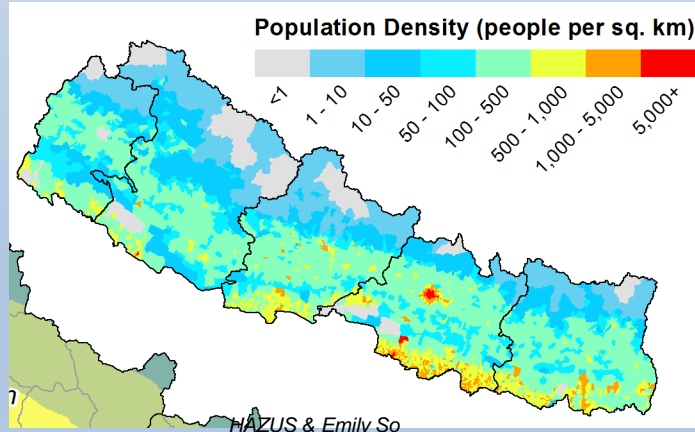 Population Density (people per sq. km)
<1
1 - 10
10 - 50
50 - 100
100 - 500
500 - 1,000
1,000 - 5,000
5,000+
n
HAZUS & Emily So